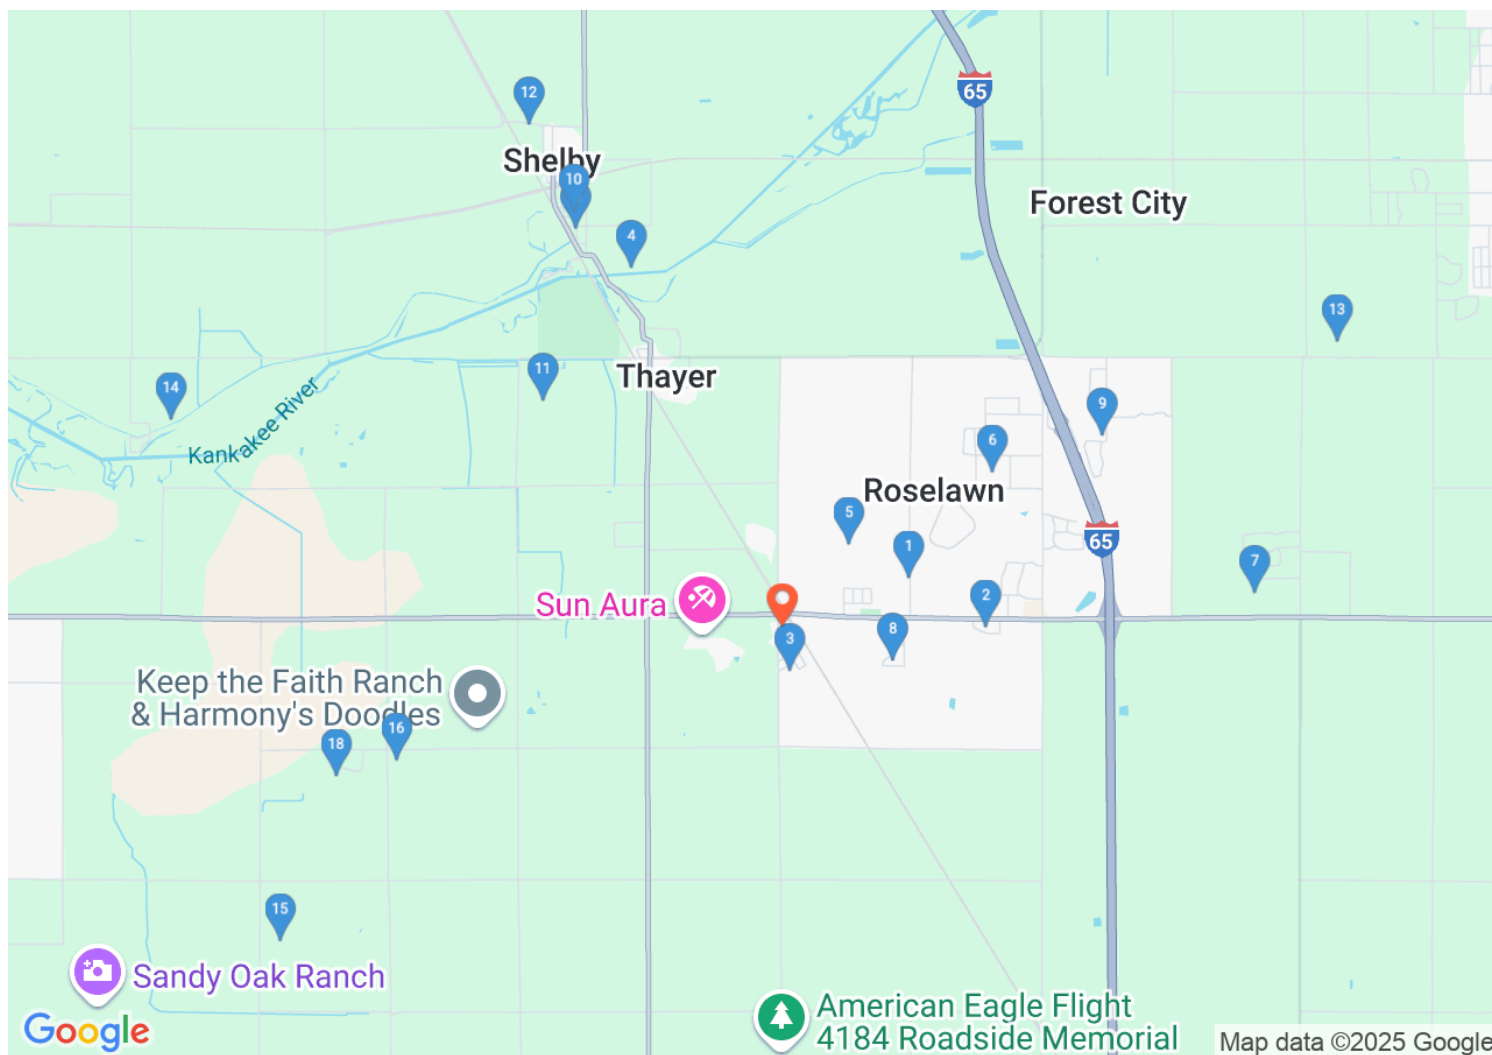 65
12
Shelby
10
Forest City
4
13
Thayer
11
14
9
Kankakee River
6
Roselawn
5
1
65
7
Sun Aura
2
8
3
Keep the Faith Ranch
& Harmony's Doodles
16
18
15
Sandy Oak Ranch
American Eagle Flight
4184 Roadside Memorial
Google
Map data ©2025 Google